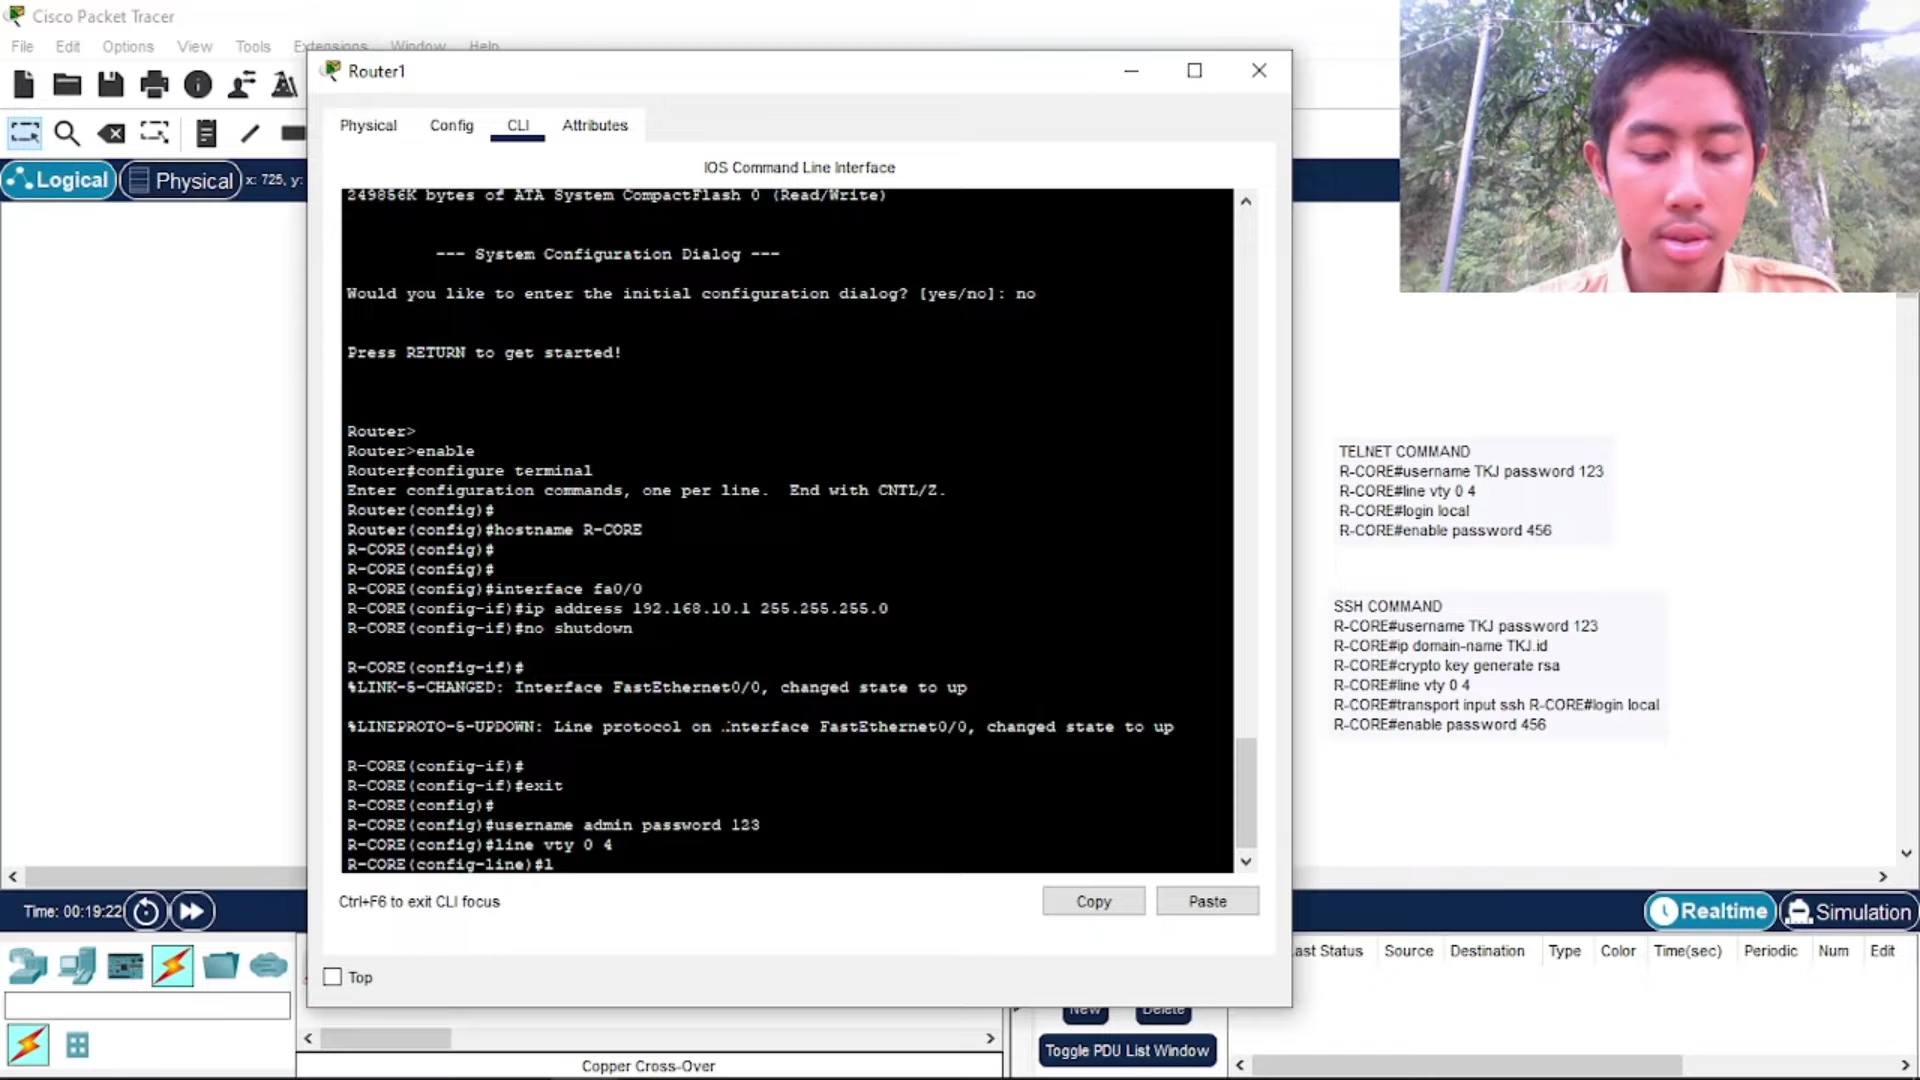 Cisco Packet Tracer
File Edit Options View Tools Extensions Window Help
Router1
Physical Config CLI Attributes
Logical Physical x: 725, y:
IOS Command Line Interface
249856K bytes of ATA System CompactFlash 0 (Read/Write)
--- System Configuration Dialog ---
Would you like to enter the initial configuration dialog? [yes/no]: no
Press RETURN to get started!
Router>
Router>enable
Router#configure terminal
Enter configuration commands, one per line. End with CNTL/Z.
Router(config)#
Router(config)#hostname R-CORE
R-CORE(config)#
R-CORE(config)#
R-CORE(config)#interface fa0/0
R-CORE(config-if)#ip address 192.168.10.1 255.255.255.0
R-CORE(config-if)#no shutdown
R-CORE(config-if)#
%LINK-5-CHANGED: Interface FastEthernet0/0, changed state to up
%LINEPROTO-5-UPDOWN: Line protocol on Interface FastEthernet0/0, changed state to up
R-CORE(config-if)#
R-CORE(config-if)#exit
R-CORE(config)#
R-CORE(config)#username admin password 123
R-CORE(config)#line vty 0 4
R-CORE(config-line)#l
Ctrl+F6 to exit CLI focus
Copy Paste
Top
TELNET COMMAND
R-CORE#username TKJ password 123
R-CORE#line vty 0 4
R-CORE#login local
R-CORE#enable password 456
SSH COMMAND
R-CORE#username TKJ password 123
R-CORE#ip domain-name TKJ.id
R-CORE#crypto key generate rsa
R-CORE#line vty 0 4
R-CORE#transport input ssh R-CORE#login local
R-CORE#enable password 456
Time: 00:19:22
Realtime Simulation
Last Status Source Destination Type Color Time(sec) Periodic Num Edit
New Delete
Toggle PDU List Window
Copper Cross-Over